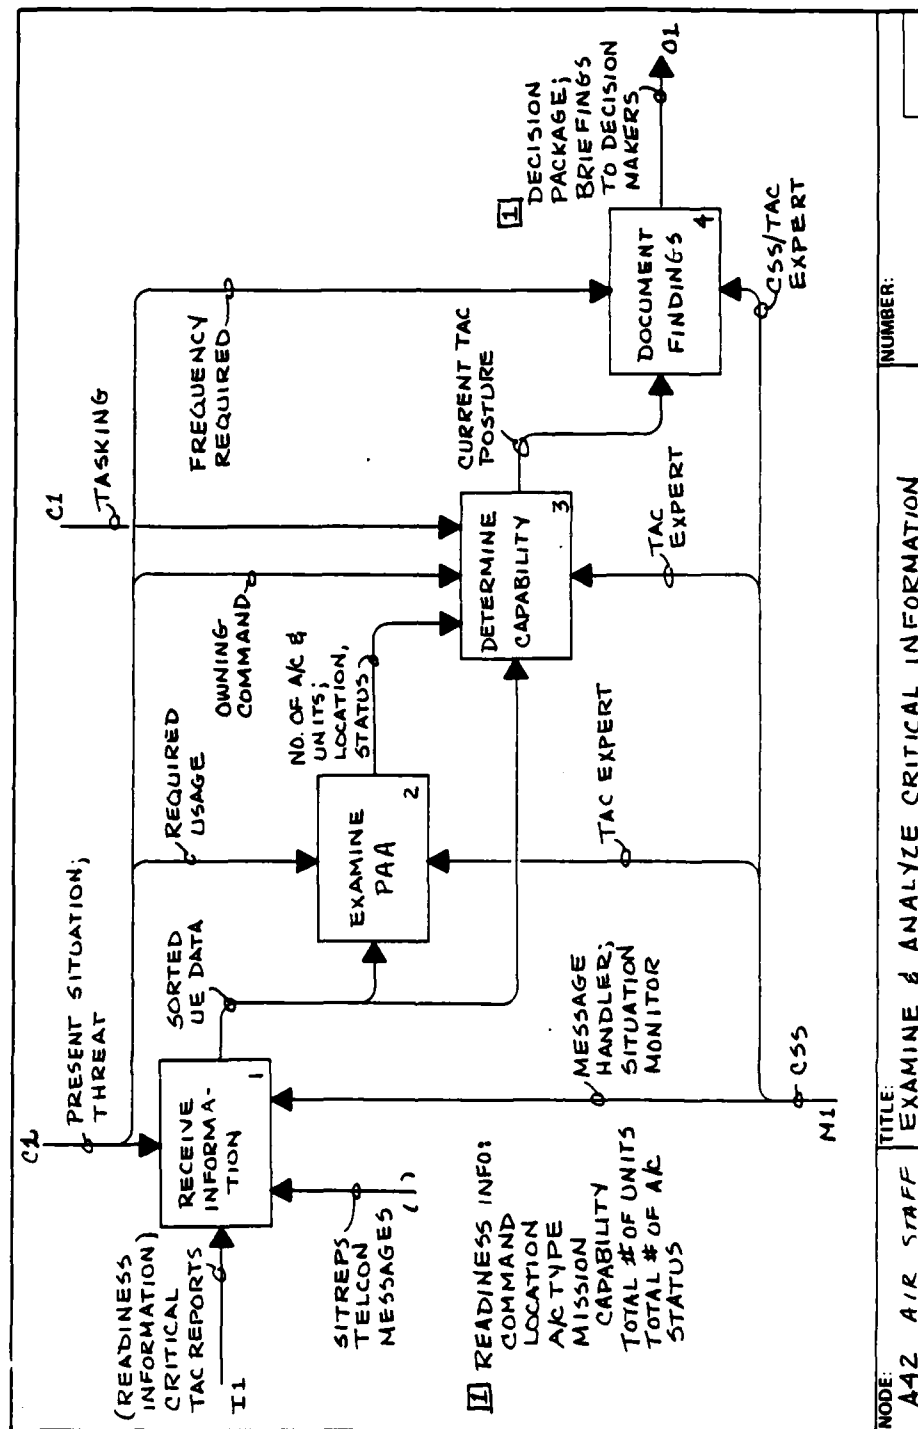 C2
PRESENT SITUATION;
THREAT
C1
TASKING
(READINESS
INFORMATION)
CRITICAL
TAC REPORTS
I1
RECEIVE
INFORMA-
TION
1
SITREPS
TELCON
MESSAGES
SORTED
UE DATA
REQUIRED
USAGE
EXAMINE
PAA
2
OWNING
COMMAND
NO. OF A/C &
UNITS;
LOCATION,
STATUS
FREQUENCY
REQUIRED
DETERMINE
CAPABILITY
3
CURRENT TAC
POSTURE
1 DECISION
PACKAGE;
BRIEFINGS
TO DECISION
MAKERS
O1
DOCUMENT
FINDINGS
4
MESSAGE
HANDLER;
SITUATION
MONITOR
TAC EXPERT
TAC
EXPERT
CSS/TAC
EXPERT
CSS
M1
1 READINESS INFO:
COMMAND
LOCATION
A/C TYPE
MISSION
CAPABILITY
TOTAL # OF UNITS
TOTAL # OF A/C
STATUS
NODE:
A42 AIR STAFF
TITLE:
EXAMINE & ANALYZE CRITICAL INFORMATION
NUMBER: